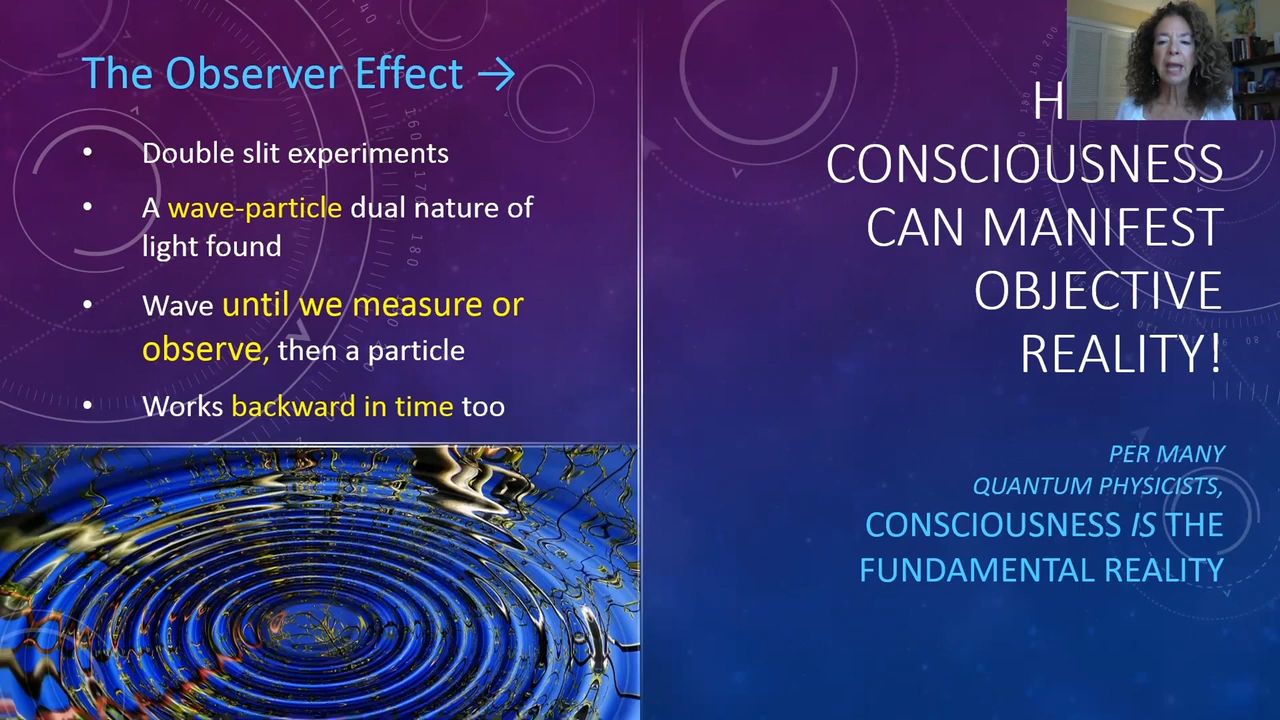 The Observer Effect →
• Double slit experiments
• A wave-particle dual nature of
light found
• Wave until we measure or
observe, then a particle
• Works backward in time too
H
CONSCIOUSNESS
CAN MANIFEST
OBJECTIVE
REALITY!
PER MANY
QUANTUM PHYSICISTS,
CONSCIOUSNESS IS THE
FUNDAMENTAL REALITY